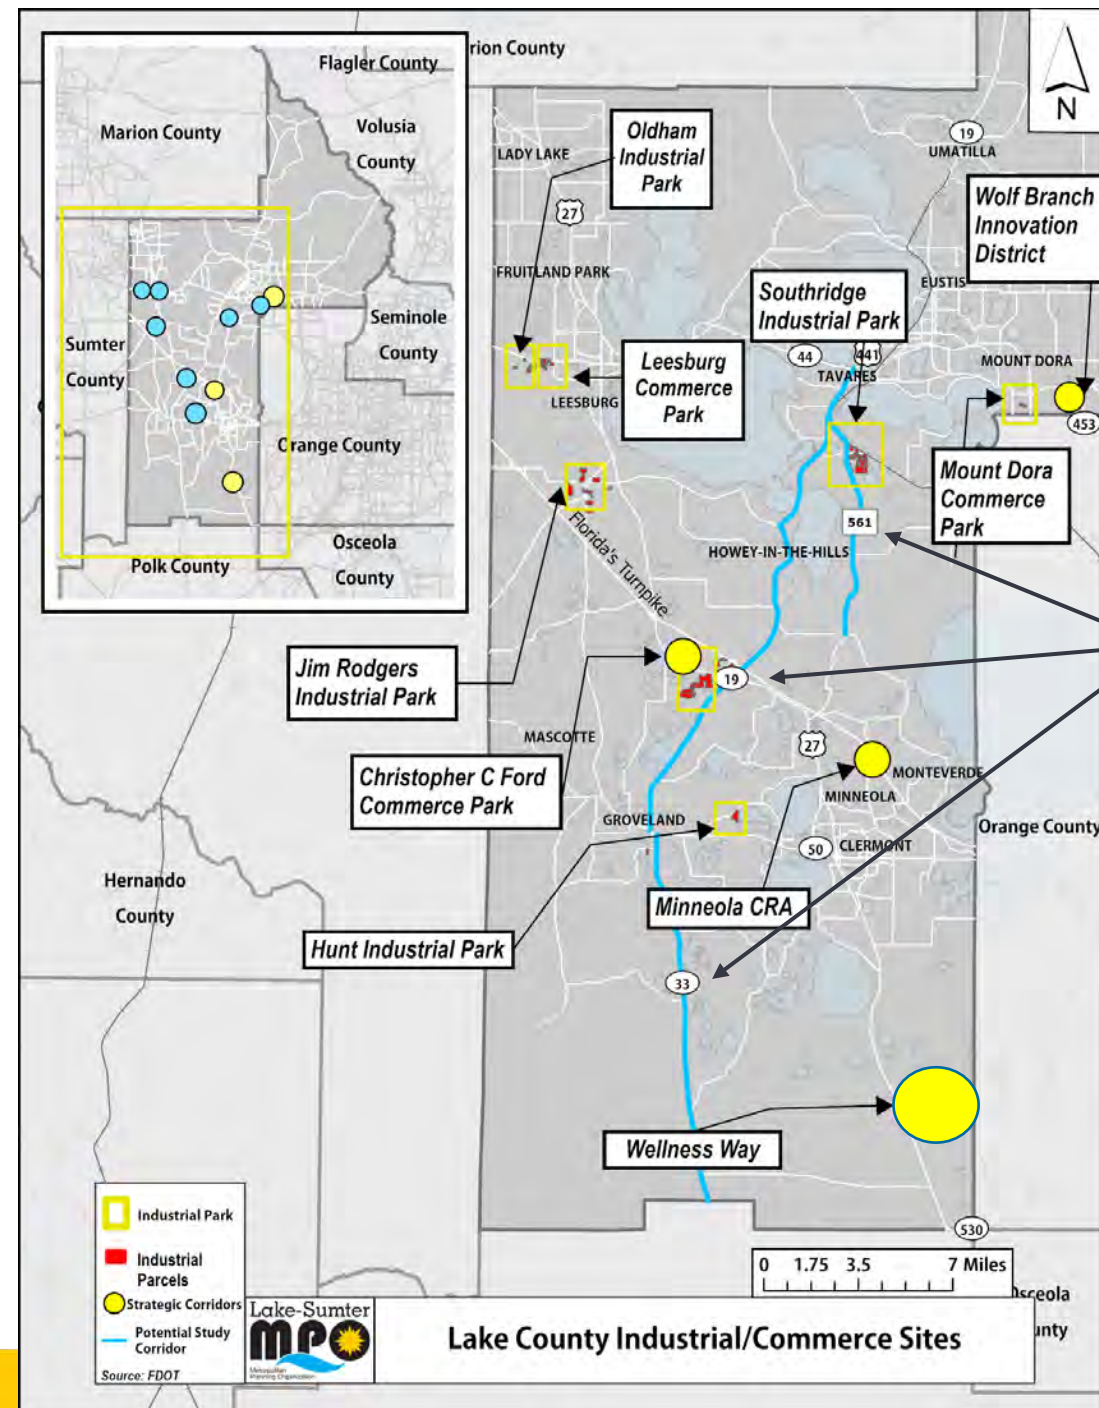 Flagler County
Marion County
Volusia
County
Seminole
County
Sumter
County
Orange County
Osceola
County
Polk County
rion County
N
19
UMATILLA
LADY LAKE
Oldham
Industrial
Park
27
Wolf Branch
Innovation
District
FRUITLAND PARK
EUSTIS
Southridge
Industrial Park
44
441
TAVARES
MOUNT DORA
Leesburg
Commerce
Park
LEESBURG
453
Mount Dora
Commerce
Park
561
Florida's Turnpike
HOWEY-IN-THE-HILLS
Jim Rodgers
Industrial Park
19
MASCOTTE
27
Christopher C Ford
Commerce Park
MONTEVERDE
MINNEOLA
GROVELAND
Orange County
50
CLERMONT
Hernando
County
Minneola CRA
Hunt Industrial Park
33
Wellness Way
530
Industrial Park
Industrial
Parcels
Strategic Corridors
Potential Study
Corridor
Source: FDOT
0 1.75 3.5 7 Miles
Osceola
unty
Lake-Sumter
MPO
Metropolitan
Planning Organization
Lake County Industrial/Commerce Sites